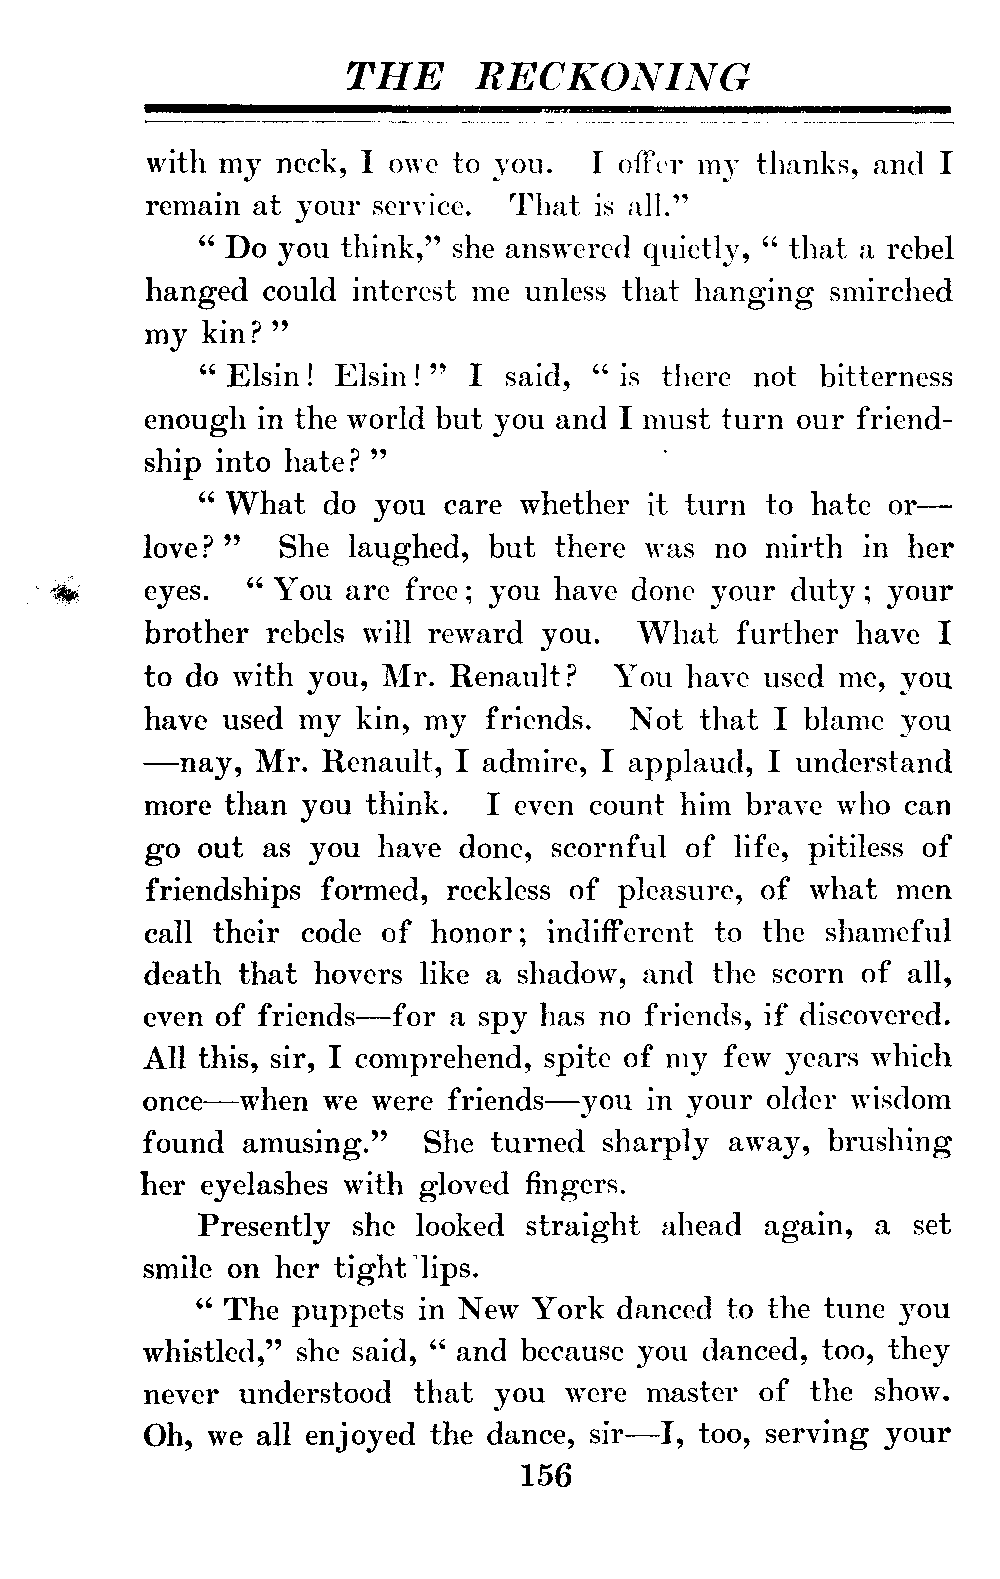 THE RECKONING
with my neck, I owe to you. I offer my thanks, and I
remain at your service. That is all."
" Do you think," she answered quietly, " that a rebel
hanged could interest me unless that hanging smirched
my kin? "
" Elsin! Elsin! " I said, " is there not bitterness
enough in the world but you and I must turn our friend-
ship into hate? "
" What do you care whether it turn to hate or—
love? " She laughed, but there was no mirth in her
eyes. " You are free; you have done your duty; your
brother rebels will reward you. What further have I
to do with you, Mr. Renault? You have used me, you
have used my kin, my friends. Not that I blame you
—nay, Mr. Renault, I admire, I applaud, I understand
more than you think. I even count him brave who can
go out as you have done, scornful of life, pitiless of
friendships formed, reckless of pleasure, of what men
call their code of honor; indifferent to the shameful
death that hovers like a shadow, and the scorn of all,
even of friends—for a spy has no friends, if discovered.
All this, sir, I comprehend, spite of my few years which
once—when we were friends—you in your older wisdom
found amusing." She turned sharply away, brushing
her eyelashes with gloved fingers.
Presently she looked straight ahead again, a set
smile on her tight lips.
" The puppets in New York danced to the tune you
whistled," she said, " and because you danced, too, they
never understood that you were master of the show.
Oh, we all enjoyed the dance, sir—I, too, serving your
156